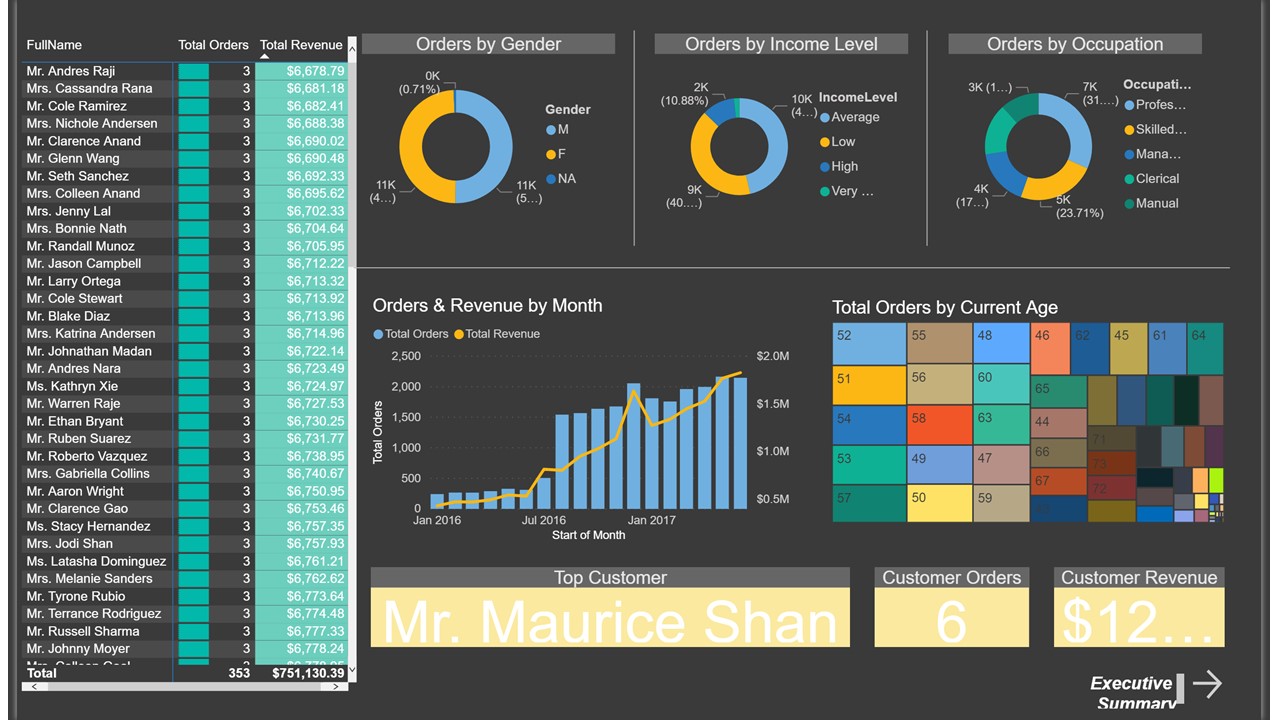 FullName Total Orders Total Revenue
Mr. Andres Raji 3 $6,678.79
Mrs. Cassandra Rana 3 $6,681.18
Mr. Cole Ramirez 3 $6,682.41
Mrs. Nichole Andersen 3 $6,688.38
Mr. Clarence Anand 3 $6,690.02
Mr. Glenn Wang 3 $6,690.48
Mr. Seth Sanchez 3 $6,692.33
Mrs. Colleen Anand 3 $6,695.62
Mrs. Jenny Lal 3 $6,702.33
Mrs. Bonnie Nath 3 $6,704.64
Mr. Randall Munoz 3 $6,705.95
Mr. Jason Campbell 3 $6,712.22
Mr. Larry Ortega 3 $6,713.32
Mr. Cole Stewart 3 $6,713.92
Mr. Blake Diaz 3 $6,713.96
Mrs. Katrina Andersen 3 $6,714.96
Mr. Johnathan Madan 3 $6,722.14
Mr. Andres Nara 3 $6,723.49
Ms. Kathryn Xie 3 $6,724.97
Mr. Warren Raje 3 $6,727.53
Mr. Ethan Bryant 3 $6,730.25
Mr. Ruben Suarez 3 $6,731.77
Mr. Roberto Vazquez 3 $6,738.95
Mrs. Gabriella Collins 3 $6,740.67
Mr. Aaron Wright 3 $6,750.95
Mr. Clarence Gao 3 $6,753.46
Ms. Stacy Hernandez 3 $6,757.35
Mrs. Jodi Shan 3 $6,757.93
Ms. Latasha Dominguez 3 $6,761.21
Mrs. Melanie Sanders 3 $6,762.62
Mr. Tyrone Rubio 3 $6,773.64
Mr. Terrance Rodriguez 3 $6,774.48
Mr. Russell Sharma 3 $6,777.33
Mr. Johnny Moyer 3 $6,778.24
Total 353 $751,130.39
Orders by Gender
0K
(0.71%)
11K
(4...)
11K
(5...)
Gender
M
F
NA
Orders by Income Level
2K
(10.88%)
10K
(4...)
9K
(40....)
IncomeLevel
Average
Low
High
Very ...
Orders by Occupation
3K (1...)
7K
(31....)
4K
(17...)
5K
(23.71%)
Occupati...
Profes...
Skilled...
Mana...
Clerical
Manual
Orders & Revenue by Month
Total Orders Total Revenue
2,500 $2.0M
2,000
1,500 $1.5M
1,000 $1.0M
500 $0.5M
0
Total Orders
Jan 2016 Jul 2016 Jan 2017
Start of Month
Total Orders by Current Age
52 55 48 46 62 45 61 64
51 56 60 65
54 58 63 44
53 49 47 66 71
73
57 50 59 67 72
Top Customer
Mr. Maurice Shan
Customer Orders
6
Customer Revenue
$12...
Executive
Summary